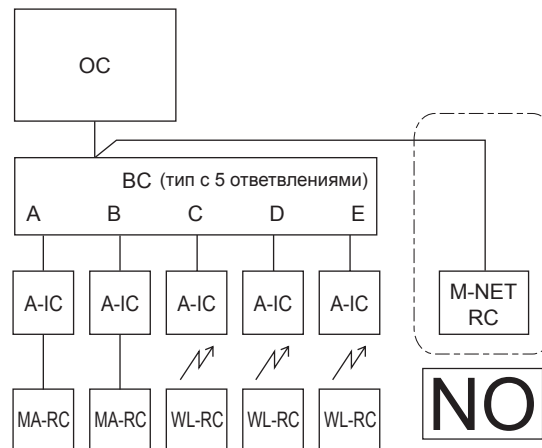 OC
BC (тип с 5 ответвлениями)
A B C D E
A-IC A-IC A-IC A-IC A-IC
M-NET
RC
MA-RC MA-RC WL-RC WL-RC WL-RC
NO